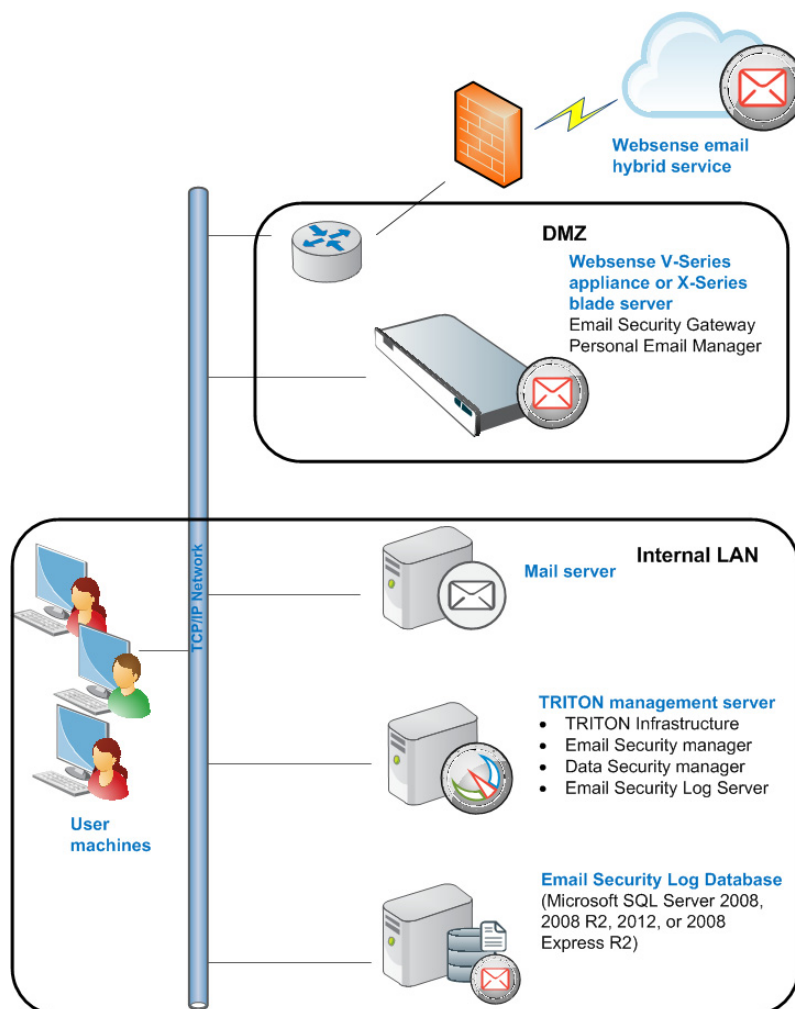 Websense email
hybrid service
DMZ
Websense V-Series
appliance or X-Series
blade server
Email Security Gateway
Personal Email Manager
Internal LAN
Mail server
TCP/IP Network
TRITON management server
• TRITON Infrastructure
• Email Security manager
• Data Security manager
• Email Security Log Server
User
machines
Email Security Log Database
(Microsoft SQL Server 2008,
2008 R2, 2012, or 2008
Express R2)